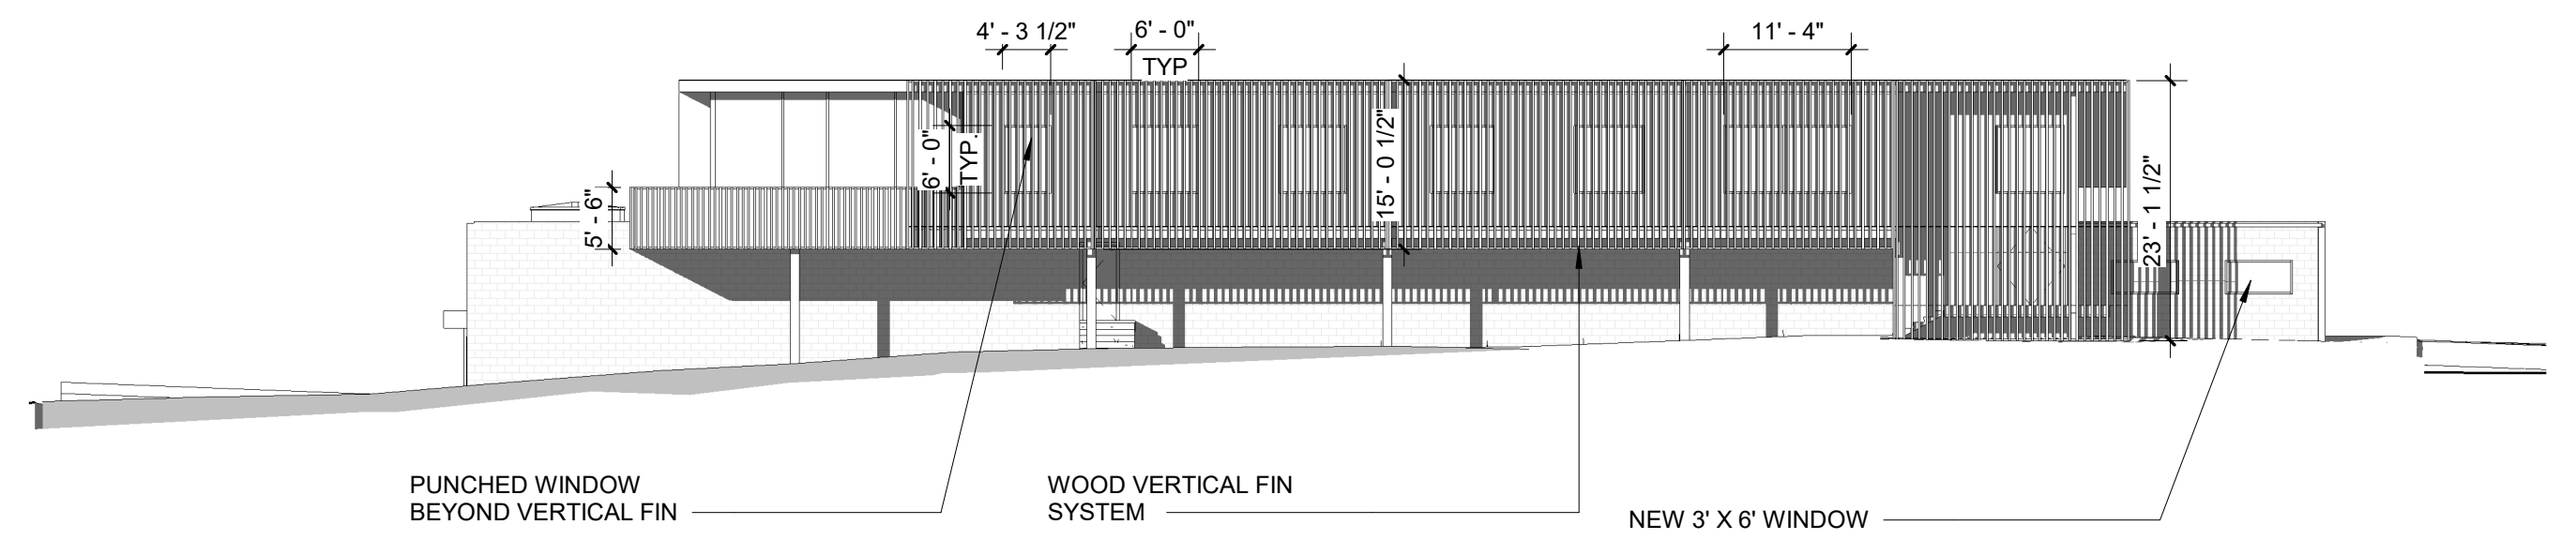 4' - 3 1/2"
6' - 0"
TYP
11' - 4"
6' - 0"
TYP.
15' - 0 1/2"
5' - 6"
23' - 1 1/2"
PUNCHED WINDOW
BEYOND VERTICAL FIN
WOOD VERTICAL FIN
SYSTEM
NEW 3' X 6' WINDOW